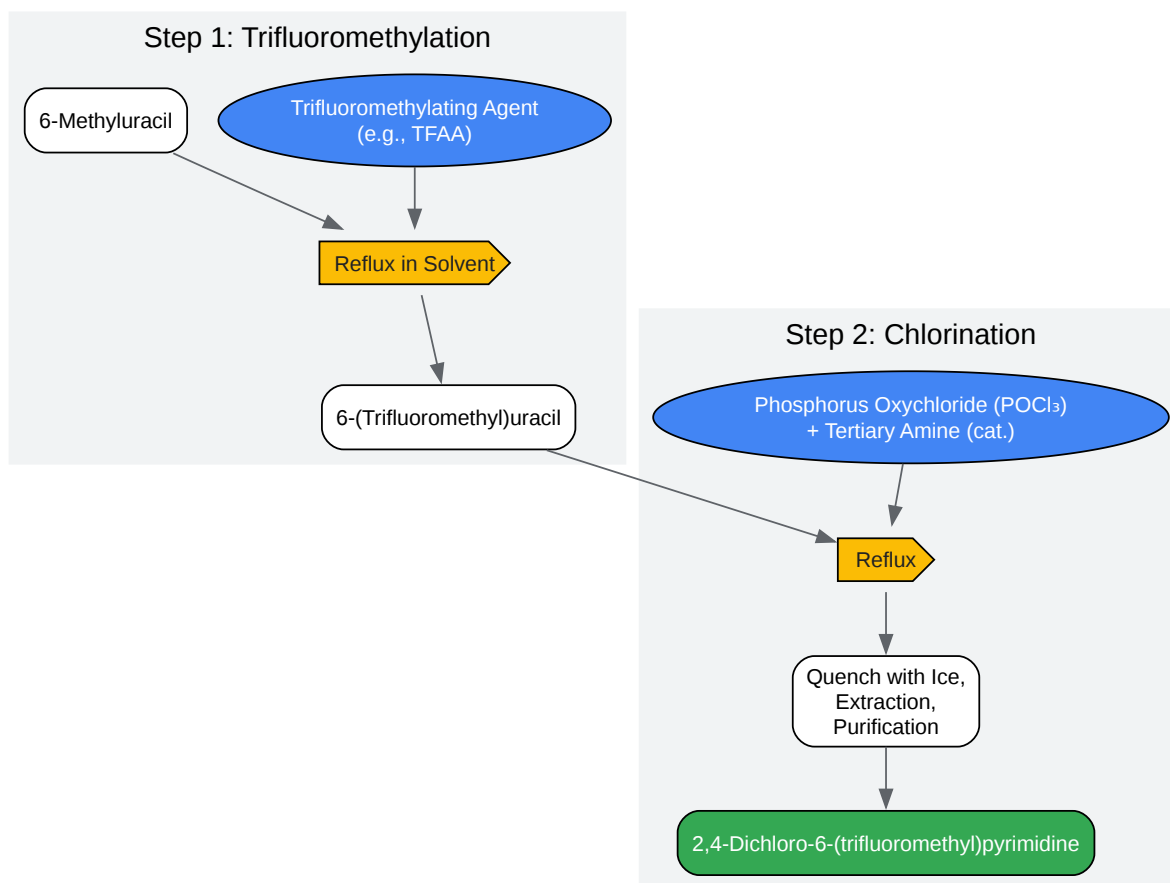 Step 1: Trifluoromethylation
6-Methyluracil
Trifluoromethylating Agent
(e.g., TFAA)
Reflux in Solvent
6-(Trifluoromethyl)uracil
Step 2: Chlorination
Phosphorus Oxychloride (POCl₃)
+ Tertiary Amine (cat.)
Reflux
Quench with Ice,
Extraction,
Purification
2,4-Dichloro-6-(trifluoromethyl)pyrimidine